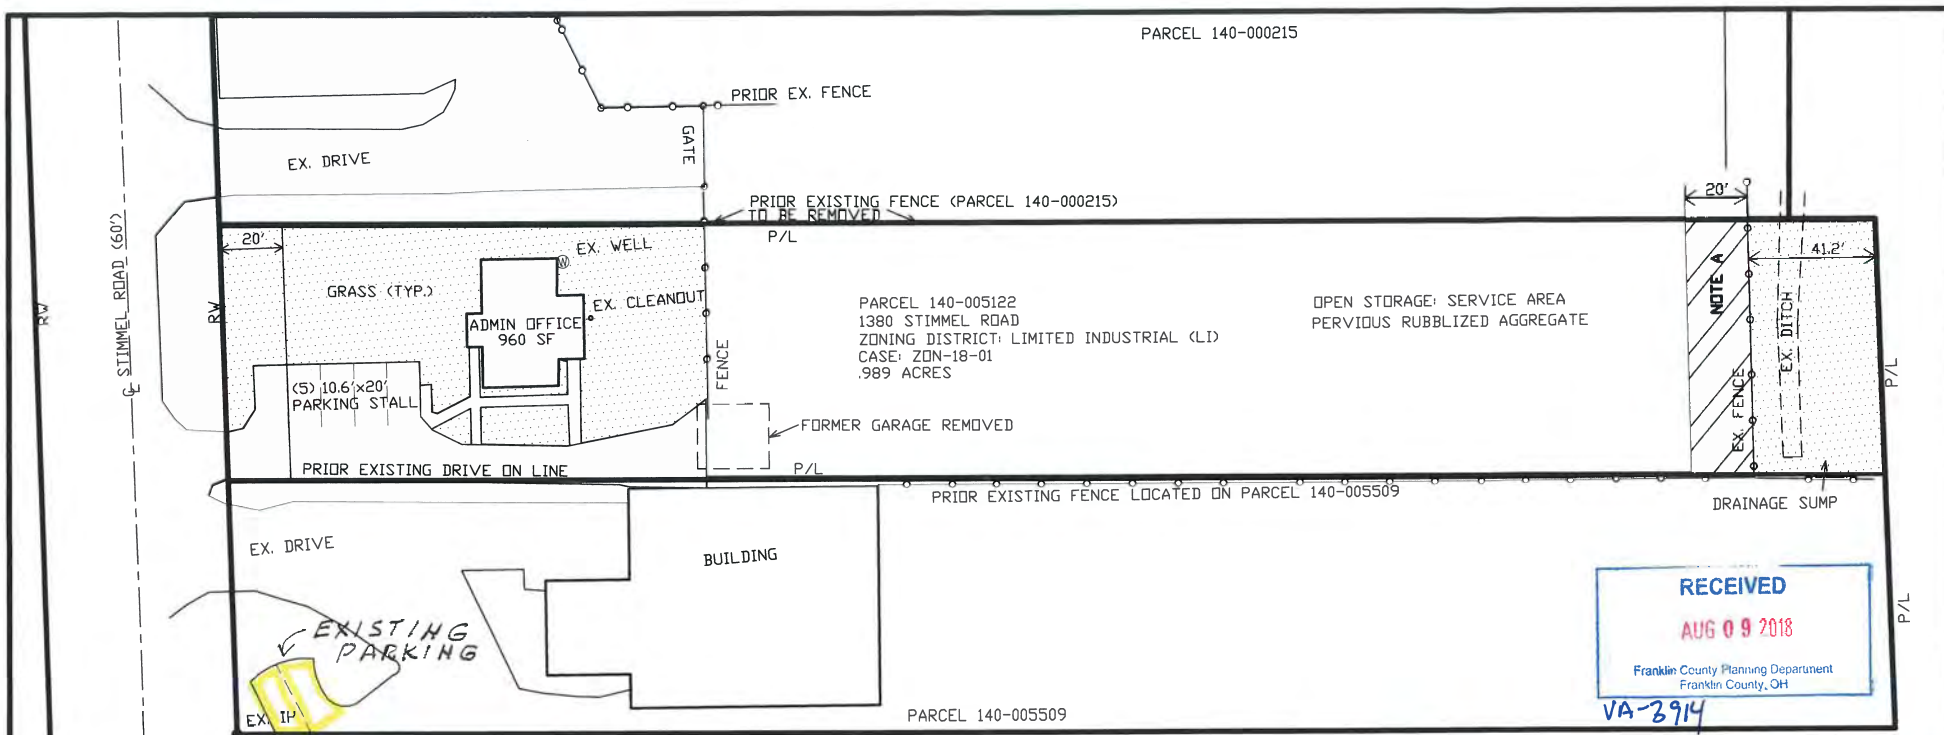 PARCEL 140-000215
PRIOR EX. FENCE
GATE
EX. DRIVE
PRIOR EXISTING FENCE (PARCEL 140-000215)
TO BE REMOVED
P/L
20'
20'
41.2'
STIMMEL ROAD (60')
RW
RW
GRASS (TYP.)
EX. WELL
W
EX. CLEANOUT
ADMIN OFFICE
960 SF
(5) 10.6'x20'
PARKING STALL
FENCE
PARCEL 140-005122
1380 STIMMEL ROAD
ZONING DISTRICT: LIMITED INDUSTRIAL (LI)
CASE: ZON-18-01
.989 ACRES
OPEN STORAGE: SERVICE AREA
PERVIOUS RUBBLIZED AGGREGATE
NOTE A
EX. FENCE
EX. DITCH
P/L
FORMER GARAGE REMOVED
PRIOR EXISTING DRIVE ON LINE
P/L
PRIOR EXISTING FENCE LOCATED ON PARCEL 140-005509
DRAINAGE SUMP
EX. DRIVE
BUILDING
EXISTING
PARKING
EX. IP
PARCEL 140-005509
P/L
RECEIVED
AUG 09 2018
Franklin County Planning Department
Franklin County, OH
VA-3914